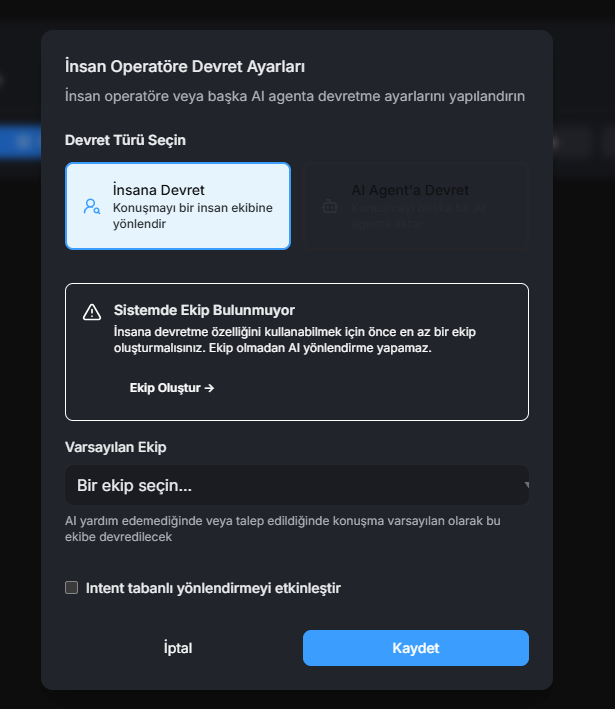 İnsan Operatöre Devret Ayarları
İnsan operatöre veya başka AI agenta devretme ayarlarını yapılandırın
Devret Türü Seçin
İnsana Devret
Konuşmayı bir insan ekibine
yönlendir
AI Agent'a Devret
Sistemde Ekip Bulunmuyor
İnsana devretme özelliğini kullanabilmek için önce en az bir ekip
oluşturmalısınız. Ekip olmadan AI yönlendirme yapamaz.
Ekip Oluştur →
Varsayılan Ekip
Bir ekip seçin...
AI yardım edemediğinde veya talep edildiğinde konuşma varsayılan olarak bu
ekibe devredilecek
Intent tabanlı yönlendirmeyi etkinleştir
İptal
Kaydet